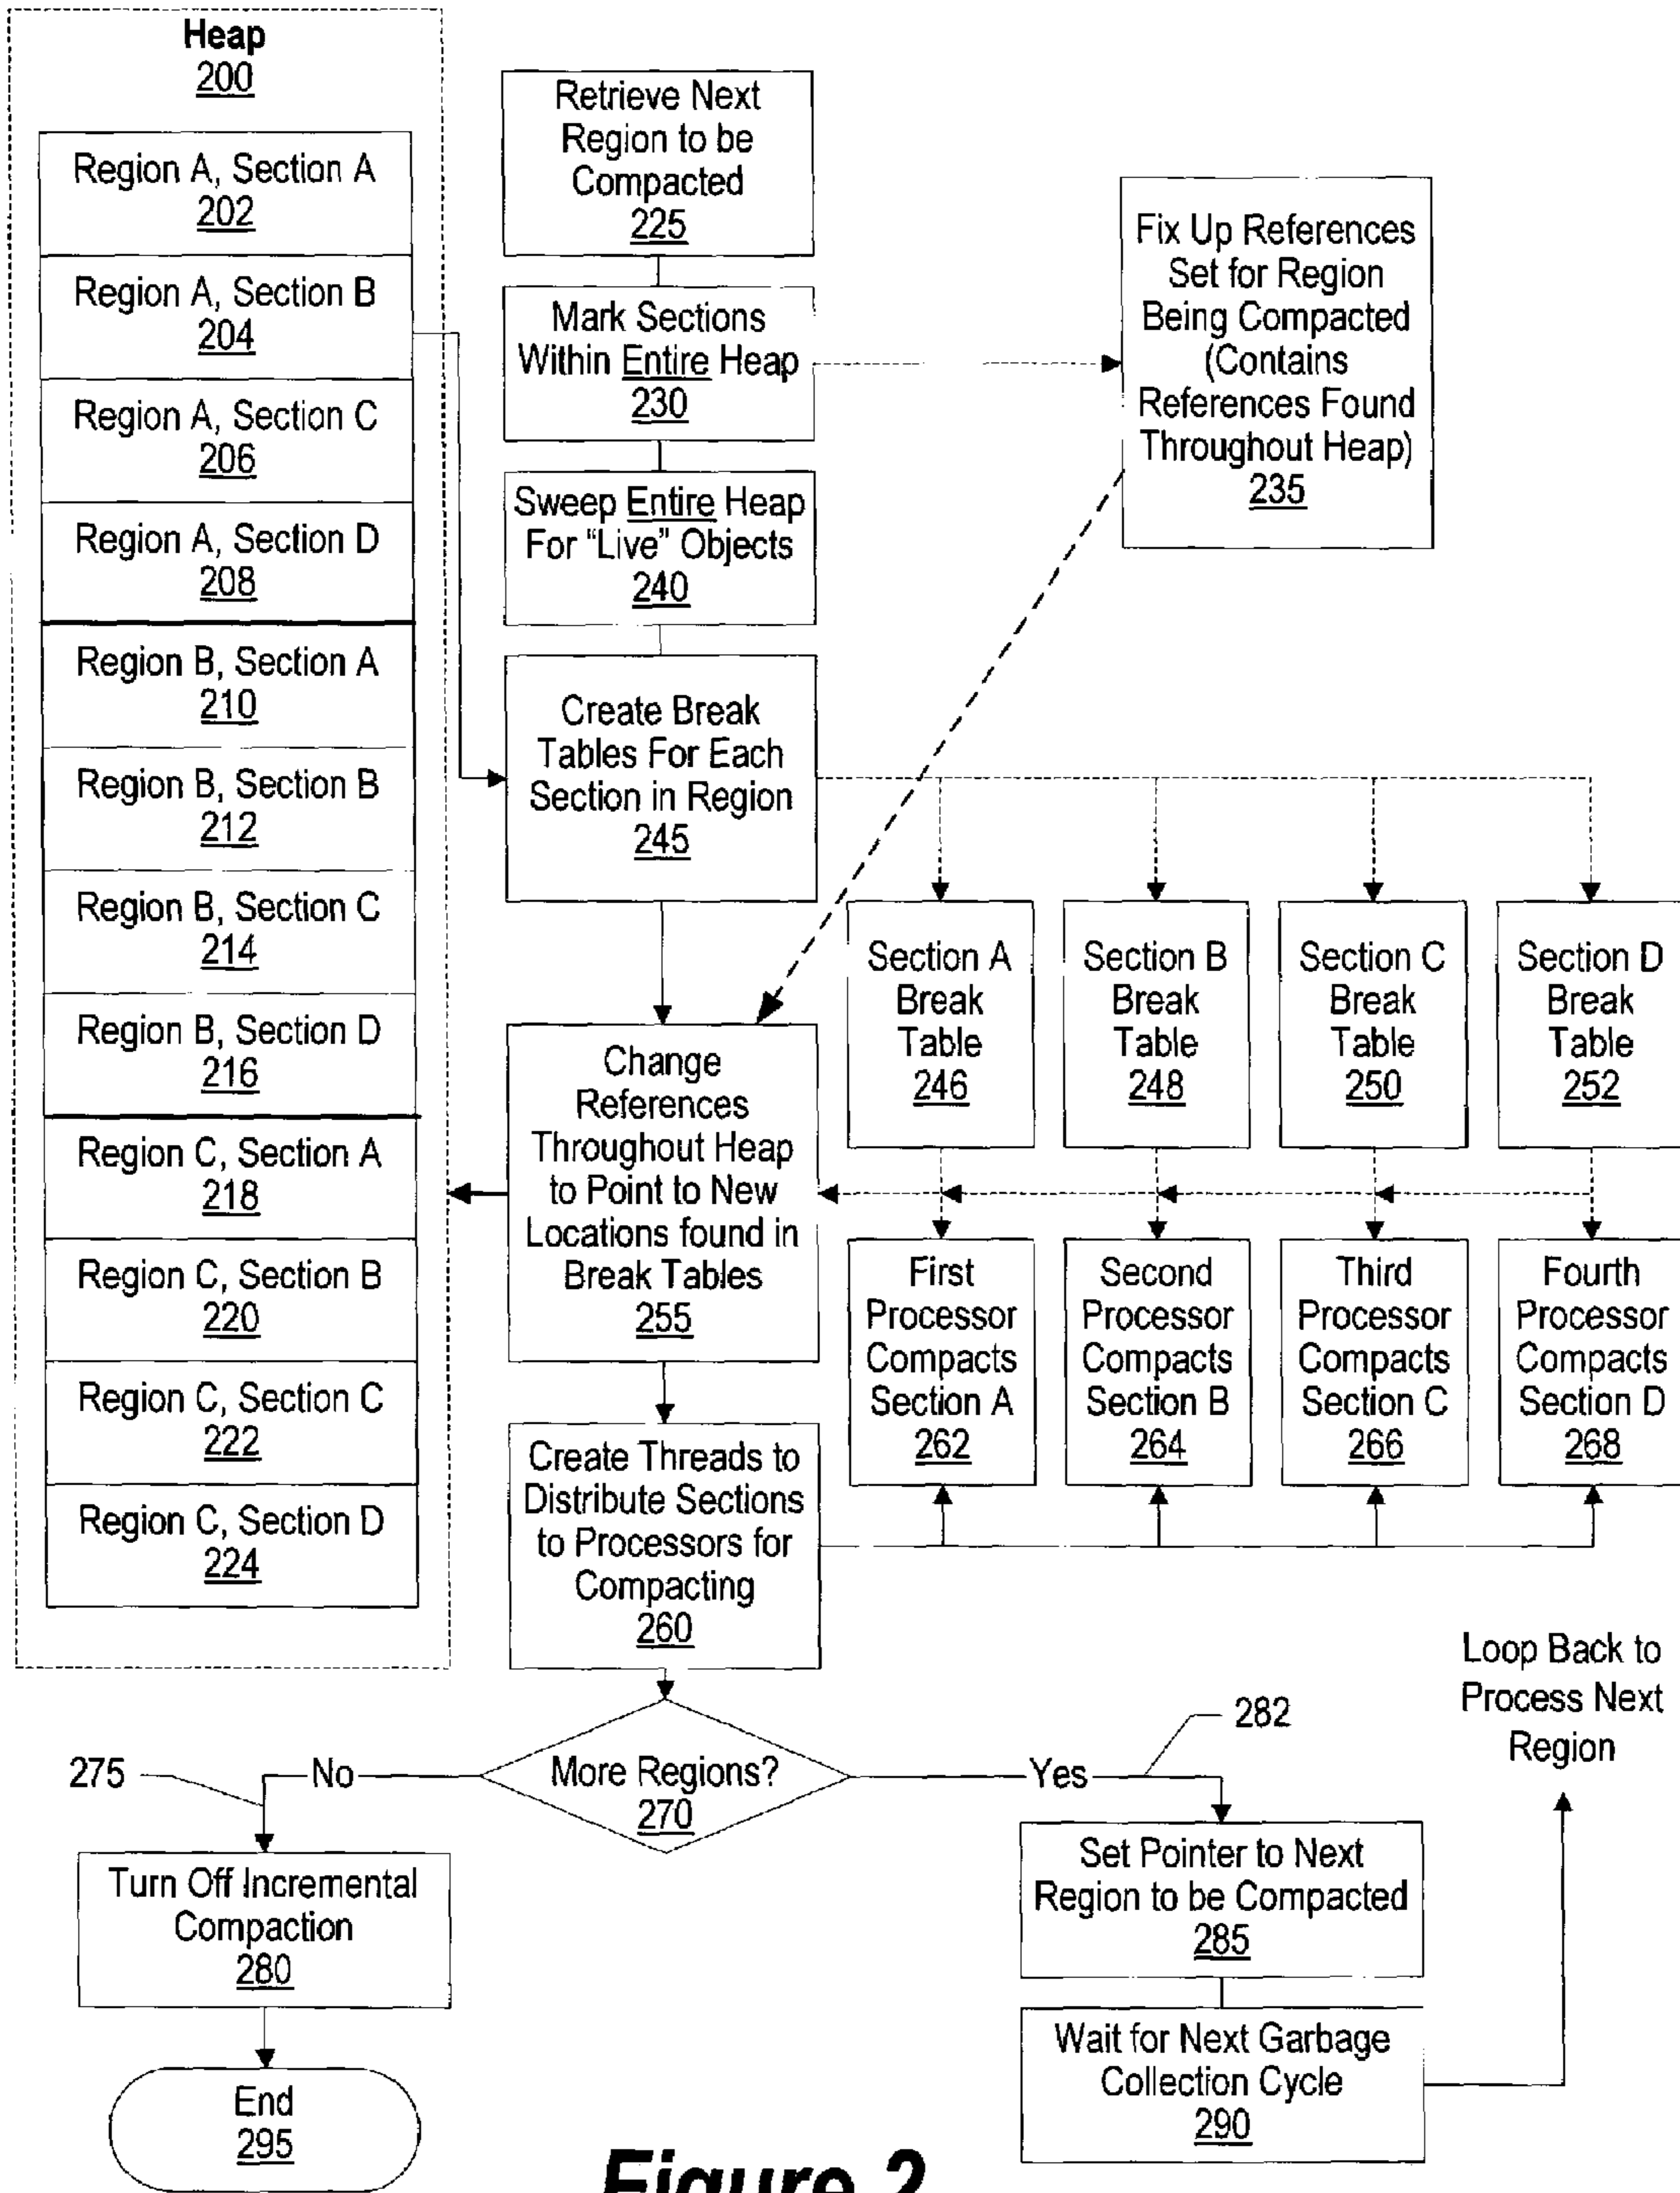 Heap
200
Region A, Section A
202
Region A, Section B
204
Region A, Section C
206
Region A, Section D
208
Region B, Section A
210
Region B, Section B
212
Region B, Section C
214
Region B, Section D
216
Region C, Section A
218
Region C, Section B
220
Region C, Section C
222
Region C, Section D
224
Retrieve Next
Region to be
Compacted
225
Mark Sections
Within Entire Heap
230
Fix Up References
Set for Region
Being Compacted
(Contains
References Found
Throughout Heap)
235
Sweep Entire Heap
For “Live” Objects
240
Create Break
Tables For Each
Section in Region
245
Section A
Break
Table
246
Section B
Break
Table
248
Section C
Break
Table
250
Section D
Break
Table
252
Change
References
Throughout Heap
to Point to New
Locations found in
Break Tables
255
First
Processor
Compacts
Section A
262
Second
Processor
Compacts
Section B
264
Third
Processor
Compacts
Section C
266
Fourth
Processor
Compacts
Section D
268
Create Threads to
Distribute Sections
to Processors for
Compacting
260
More Regions?
270
No
275
Yes
282
Turn Off Incremental
Compaction
280
End
295
Set Pointer to Next
Region to be Compacted
285
Wait for Next Garbage
Collection Cycle
290
Loop Back to
Process Next
Region
Figure 2